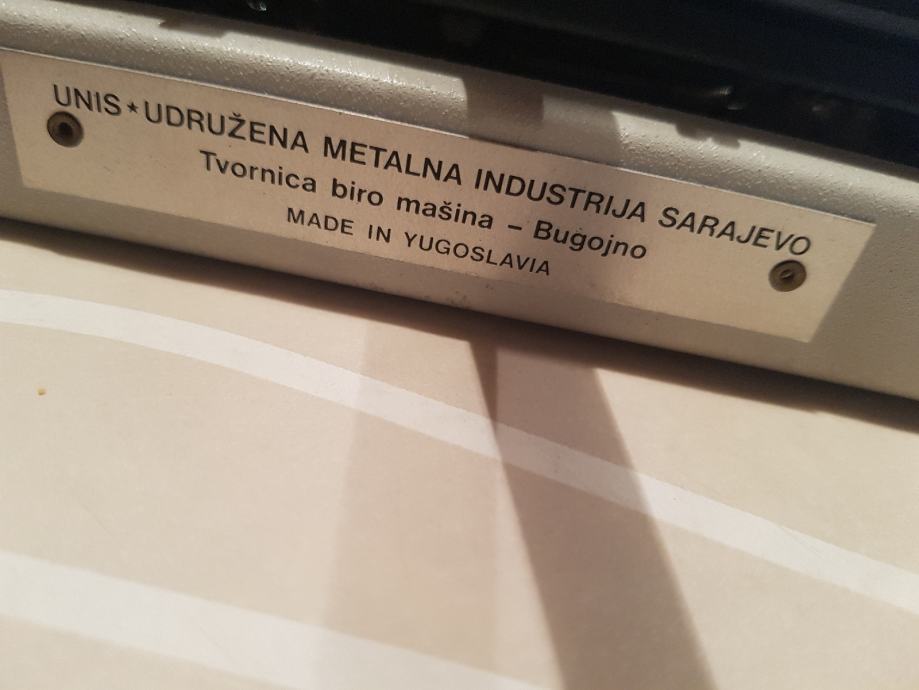 UNIS★UDRUŽENA METALNA INDUSTRIJA SARAJEVO
Tvornica biro mašina – Bugojno
MADE IN YUGOSLAVIA